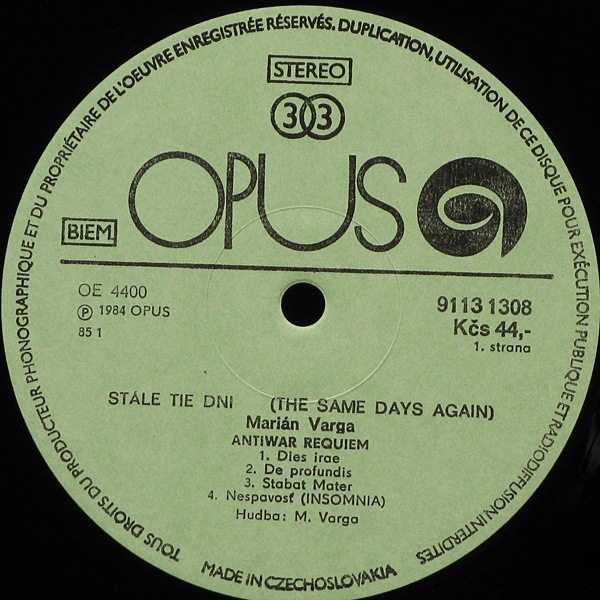 TOUS DROITS DU PRODUCTEUR PHONOGRAPHIQUE ET DU PROPRIÉTAIRE DE L'OEUVRE ENREGISTRÉE RÉSERVÉS. DUPLICATION, UTILISATION DE CE DISQUE POUR EXÉCUTION PUBLIQUE ET RADIODIFFUSION INTERDITES
STEREO
33
OPUS
BIEM
OE 4400
Ⓟ 1984 OPUS
85 1
9113 1308
Kčs 44,-
1. strana
STÁLE TIE DNI (THE SAME DAYS AGAIN)
Marián Varga
ANTIWAR REQUIEM
1. Dies irae
2. De profundis
3. Stabat Mater
4. Nespavosť (INSOMNIA)
Hudba: M. Varga
MADE IN CZECHOSLOVAKIA